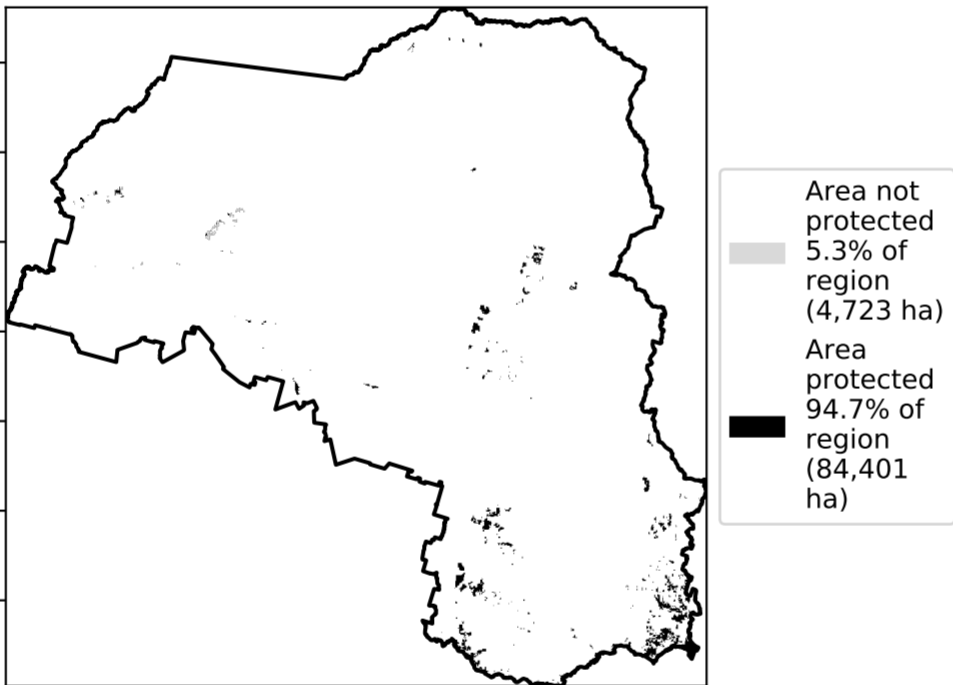 Area not
protected
5.3% of
region
(4,723 ha)
Area
protected
94.7% of
region
(84,401
ha)